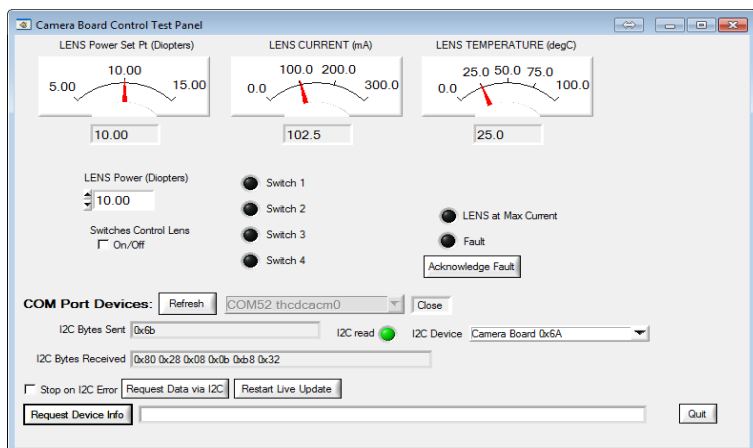 Camera Board Control Test Panel
LENS Power Set Pt (Diopters) LENS CURRENT (mA) LENS TEMPERATURE (degC)
5.00 10.00 15.00 0.0 100.0 200.0 300.0 0.0 25.0 50.0 75.0 100.0
10.00 102.5 25.0
LENS Power (Diopters)
10.00
Switches Control Lens
On/Off
Switch 1
Switch 2
Switch 3
Switch 4
LENS at Max Current
Fault
Acknowledge Fault
COM Port Devices: Refresh COM52 thcdcacm0 Close
I2C Bytes Sent 0x6b I2C read I2C Device Camera Board 0x6A
I2C Bytes Received 0x80 0x28 0x08 0x0b 0xb8 0x32
Stop on I2C Error Request Data via I2C Restart Live Update
Request Device Info Quit